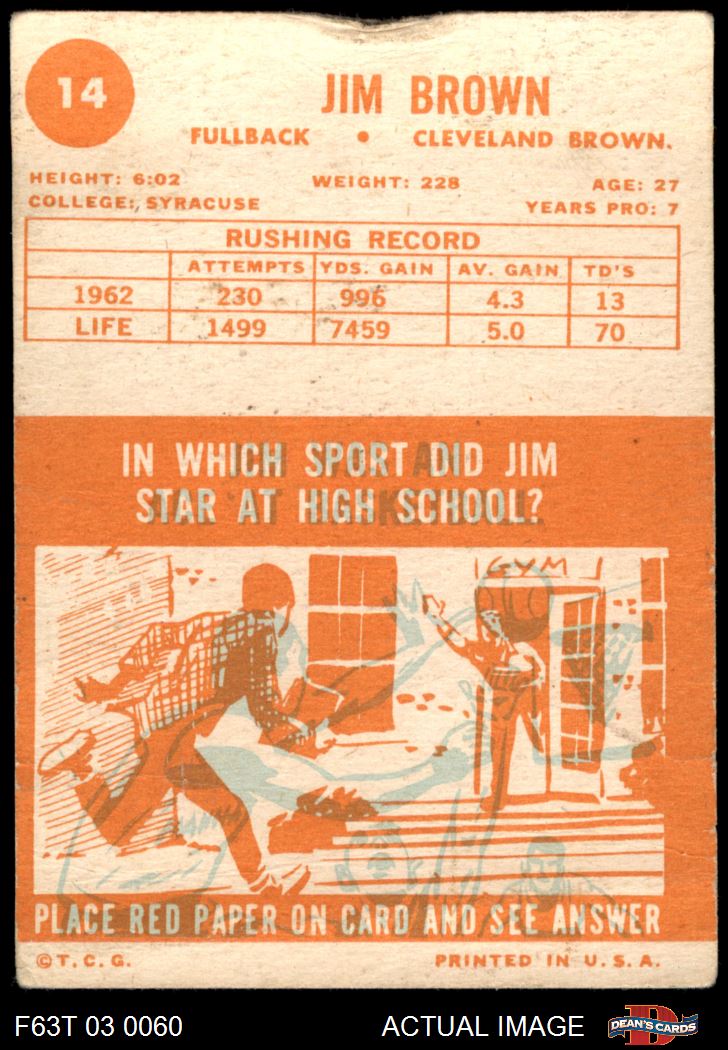 14
JIM BROWN
FULLBACK • CLEVELAND BROWN.
HEIGHT: 6:02 WEIGHT: 228 AGE: 27
COLLEGE: SYRACUSE YEARS PRO: 7
RUSHING RECORD
ATTEMPTS YDS. GAIN AV. GAIN TD'S
1962 230 996 4.3 13
LIFE 1499 7459 5.0 70
IN WHICH SPORT DID JIM
STAR AT HIGH SCHOOL?
GYM
PLACE RED PAPER ON CARD AND SEE ANSWER
©T.C.G. PRINTED IN U.S.A.
F63T 03 0060 ACTUAL IMAGE DEAN'S CARDS